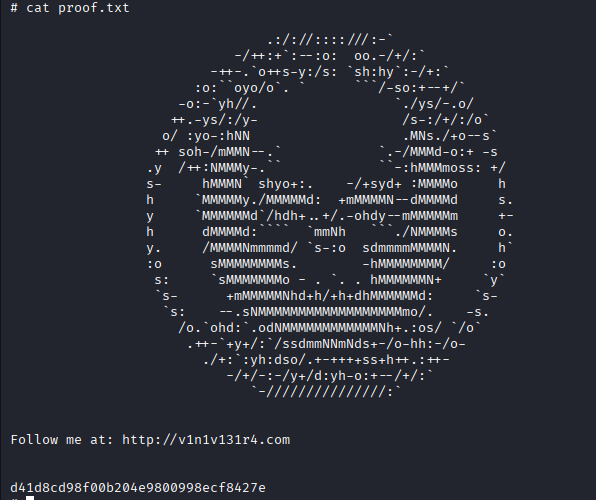 # cat proof.txt
Follow me at: http://v1n1v131r4.com
d41d8cd98f00b204e9800998ecf8427e
#